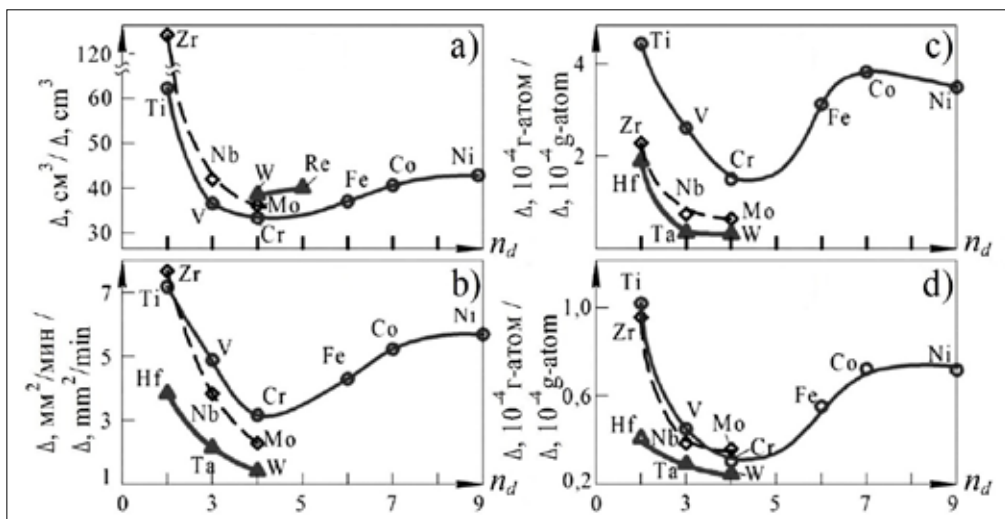 a)
Δ, см³/Δ, cm³
120
60
50
40
30
Zr
Ti
Nb
V
W
Re
Mo
Cr
Fe
Co
Ni
n_d
c)
Δ, 10⁻⁴ г-атом /
Δ, 10⁻⁴ g-atom
4
2
Ti
V
Zr
Hf
Nb
Cr
Ta
Mo
W
Fe
Co
Ni
n_d
b)
Δ, мм²/мин /
Δ, mm²/min
7
5
3
1
Zr
Ti
V
Hf
Nb
Cr
Mo
Ta
W
Fe
Co
Ni
0 3 5 7 9
n_d
d)
Δ, 10⁻⁴ г-атом /
Δ, 10⁻⁴ g-atom
1,0
0,6
0,2
Ti
Zr
V
Hf
Nb
Mo
Cr
Ta
W
Fe
Co
Ni
0 3 5 7 9
n_d